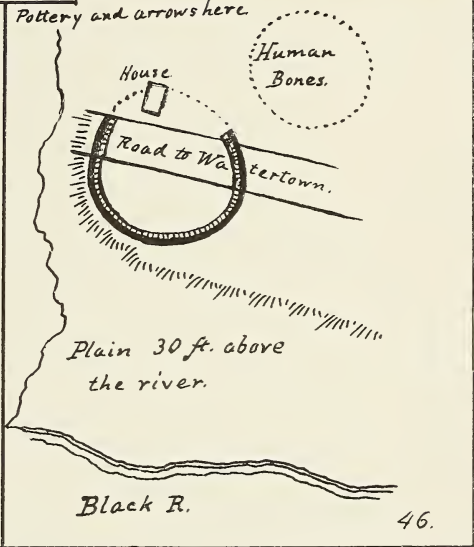 Pottery and arrows here.
Human
Bones.
House
Road to Watertown.
Plain 30 ft. above
the river.
Black R.
46.